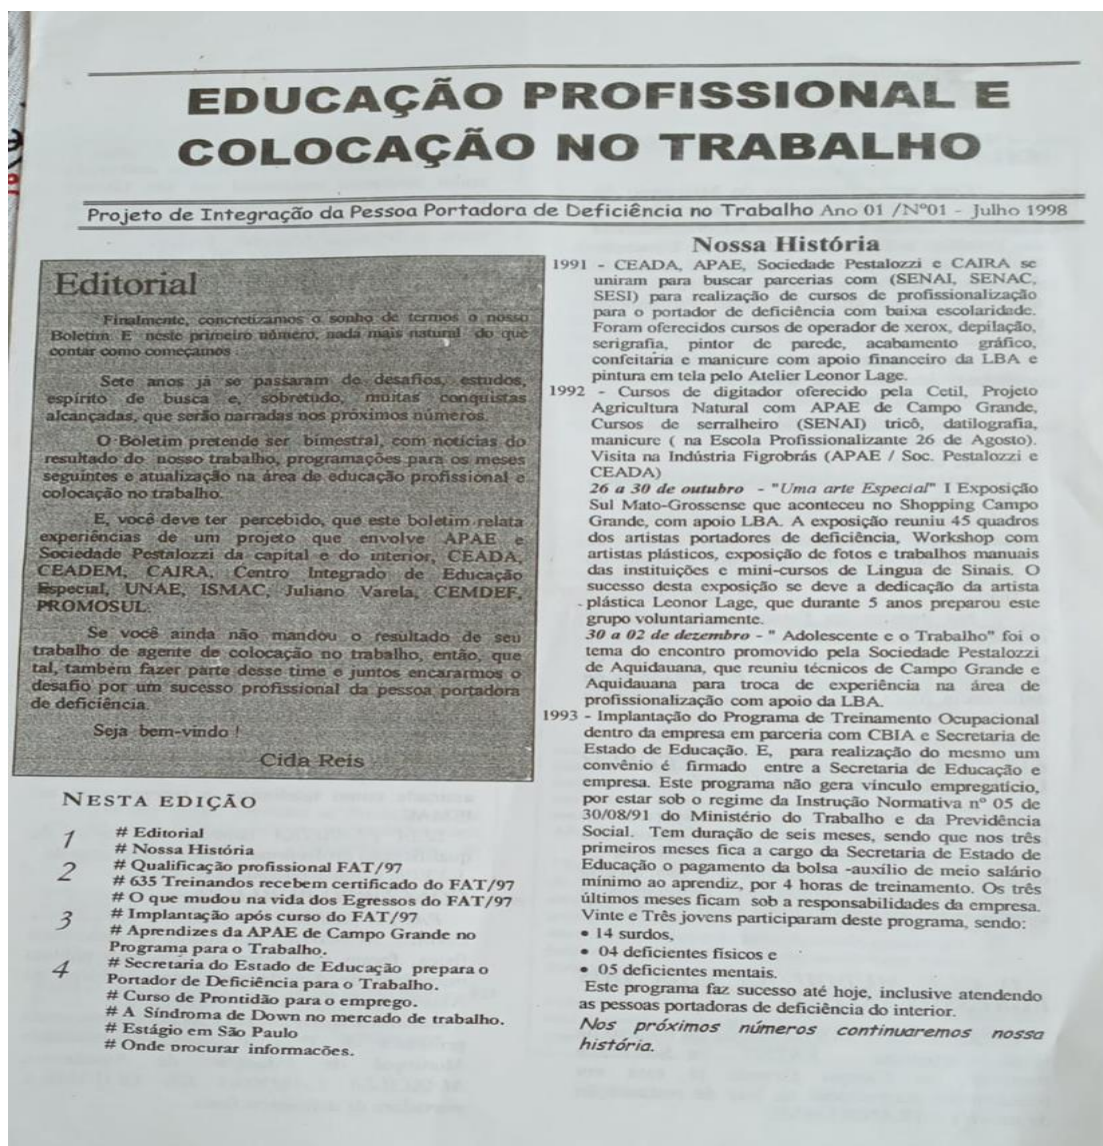 EDUCAÇÃO PROFISSIONAL E
COLOCAÇÃO NO TRABALHO
Projeto de Integração da Pessoa Portadora de Deficiência no Trabalho Ano 01 /Nº01 - Julho 1998
Editorial
Finalmente, concretizamos o sonho de termos o nosso
Boletim. E neste primeiro número, nada mais natural do que
contar como começamos :
Sete anos já se passaram de desafios, estudos,
espírito de busca e, sobretudo, muitas conquistas
alcançadas, que serão narradas nos próximos números.
O Boletim pretende ser bimestral, com notícias do
resultado do nosso trabalho, programações para os meses
seguintes e atualização na área de educação profissional e
colocação no trabalho.
E, você deve ter percebido, que este boletim relata
experiências de um projeto que envolve APAE e
Sociedade Pestalozzi da capital e do interior, CEADA,
CEADEM, CAIRA, Centro Integrado de Educação
Especial, UNAE, ISMAC, Juliano Varela, CEMDEF,
PROMOSUL.
Se você ainda não mandou o resultado de seu
trabalho de agente de colocação no trabalho, então, que
tal, também fazer parte desse time e juntos encararmos o
desafio por um sucesso profissional da pessoa portadora
de deficiência.
Seja bem-vindo !
Cida Reis
NESTA EDIÇÃO
1 # Editorial
# Nossa História
2 # Qualificação profissional FAT/97
# 635 Treinandos recebem certificado do FAT/97
# O que mudou na vida dos Egressos do FAT/97
3 # Implantação após curso do FAT/97
# Aprendizes da APAE de Campo Grande no
Programa para o Trabalho.
4 # Secretaria do Estado de Educação prepara o
Portador de Deficiência para o Trabalho.
# Curso de Prontidão para o emprego.
# A Síndrome de Down no mercado de trabalho.
# Estágio em São Paulo
# Onde procurar informações.
Nossa História
1991 - CEADA, APAE, Sociedade Pestalozzi e CAIRA se
uniram para buscar parcerias com (SENAI, SENAC,
SESI) para realização de cursos de profissionalização
para o portador de deficiência com baixa escolaridade.
Foram oferecidos cursos de operador de xerox, depilação,
serigrafia, pintor de parede, acabamento gráfico,
confeitaria e manicure com apoio financeiro da LBA e
pintura em tela pelo Atelier Leonor Lage.
1992 - Cursos de digitador oferecido pela Cetil, Projeto
Agricultura Natural com APAE de Campo Grande,
Cursos de serralheiro (SENAI) tricô, datilografia,
manicure ( na Escola Profissionalizante 26 de Agosto).
Visita na Indústria Figrobrás (APAE / Soc. Pestalozzi e
CEADA)
26 a 30 de outubro - "Uma arte Especial" I Exposição
Sul Mato-Grossense que aconteceu no Shopping Campo
Grande, com apoio LBA. A exposição reuniu 45 quadros
dos artistas portadores de deficiência, Workshop com
artistas plásticos, exposição de fotos e trabalhos manuais
das instituições e mini-cursos de Língua de Sinais. O
sucesso desta exposição se deve a dedicação da artista
plástica Leonor Lage, que durante 5 anos preparou este
grupo voluntariamente.
30 a 02 de dezembro - " Adolescente e o Trabalho" foi o
tema do encontro promovido pela Sociedade Pestalozzi
de Aquidauana, que reuniu técnicos de Campo Grande e
Aquidauana para troca de experiência na área de
profissionalização com apoio da LBA.
1993 - Implantação do Programa de Treinamento Ocupacional
dentro da empresa em parceria com CBIA e Secretaria de
Estado de Educação. E, para realização do mesmo um
convênio é firmado entre a Secretaria de Educação e
empresa. Este programa não gera vínculo empregatício,
por estar sob o regime da Instrução Normativa nº 05 de
30/08/91 do Ministério do Trabalho e da Previdência
Social. Tem duração de seis meses, sendo que nos três
primeiros meses fica a cargo da Secretaria de Estado de
Educação o pagamento da bolsa -auxílio de meio salário
mínimo ao aprendiz, por 4 horas de treinamento. Os três
últimos meses ficam sob a responsabilidades da empresa.
Vinte e Três jovens participaram deste programa, sendo:
• 14 surdos,
• 04 deficientes físicos e
• 05 deficientes mentais.
Este programa faz sucesso até hoje, inclusive atendendo
as pessoas portadoras de deficiência do interior.
Nos próximos números continuaremos nossa
história.